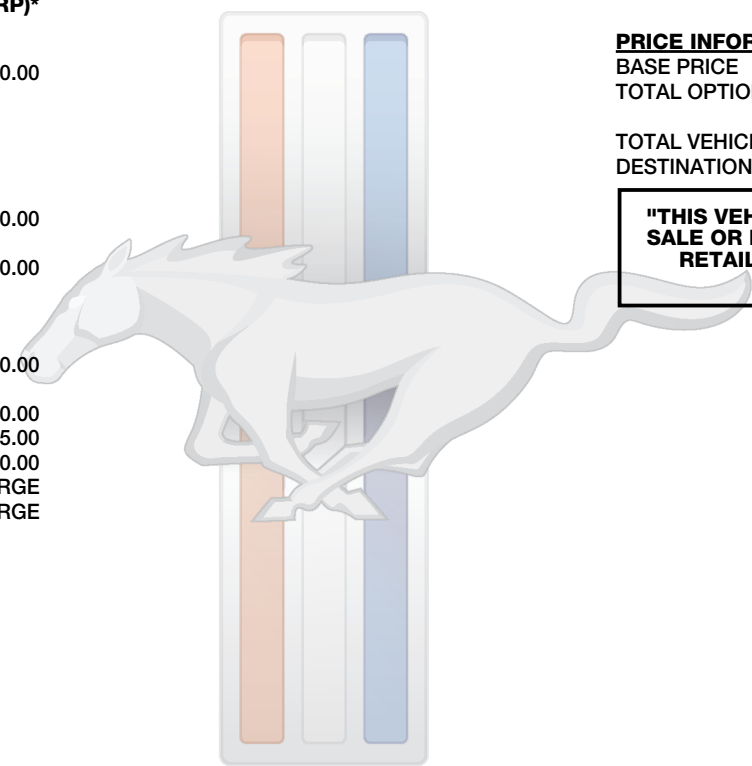 RP)*
0.00
0.00
0.00
0.00
0.00
5.00
0.00
RGE
RGE
PRICE INFOR
BASE PRICE
TOTAL OPTIO
TOTAL VEHICL
DESTINATION
"THIS VEH
SALE OR
RETAIL